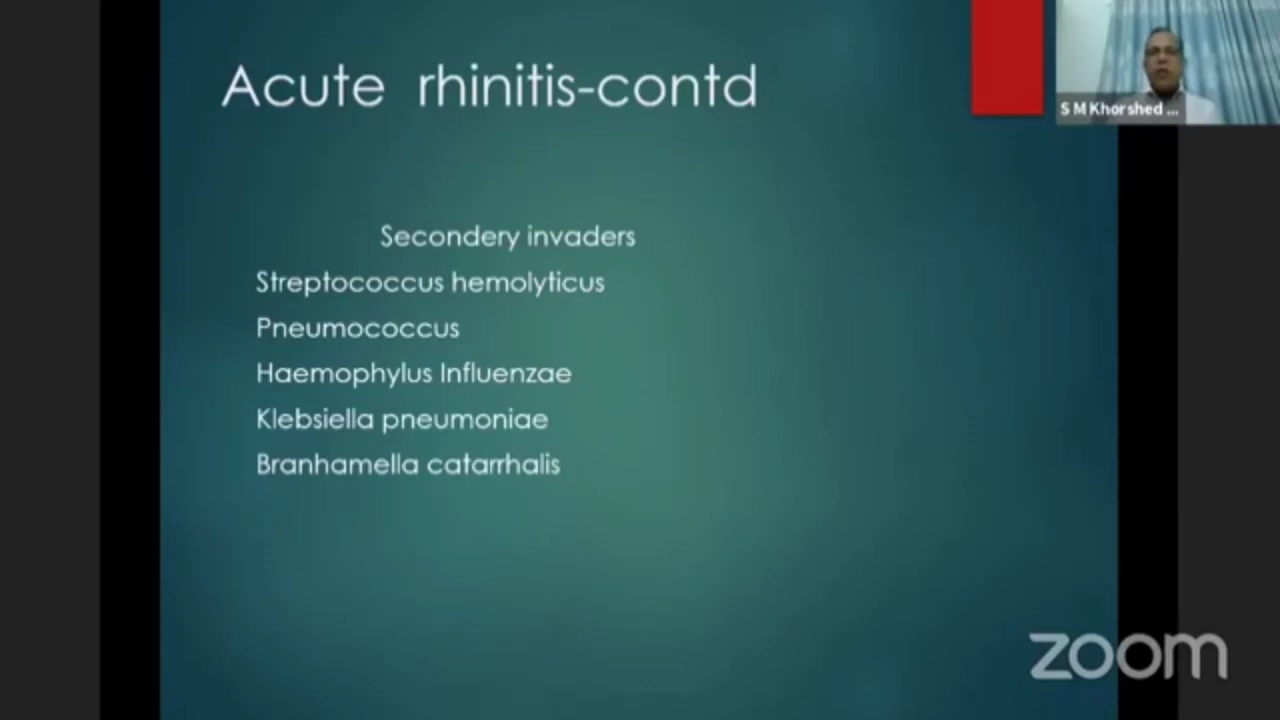 Acute rhinitis-contd
S M Khorshed ...
Secondery invaders
Streptococcus hemolyticus
Pneumococcus
Haemophylus Influenzae
Klebsiella pneumoniae
Branhamella catarrhalis
zoom